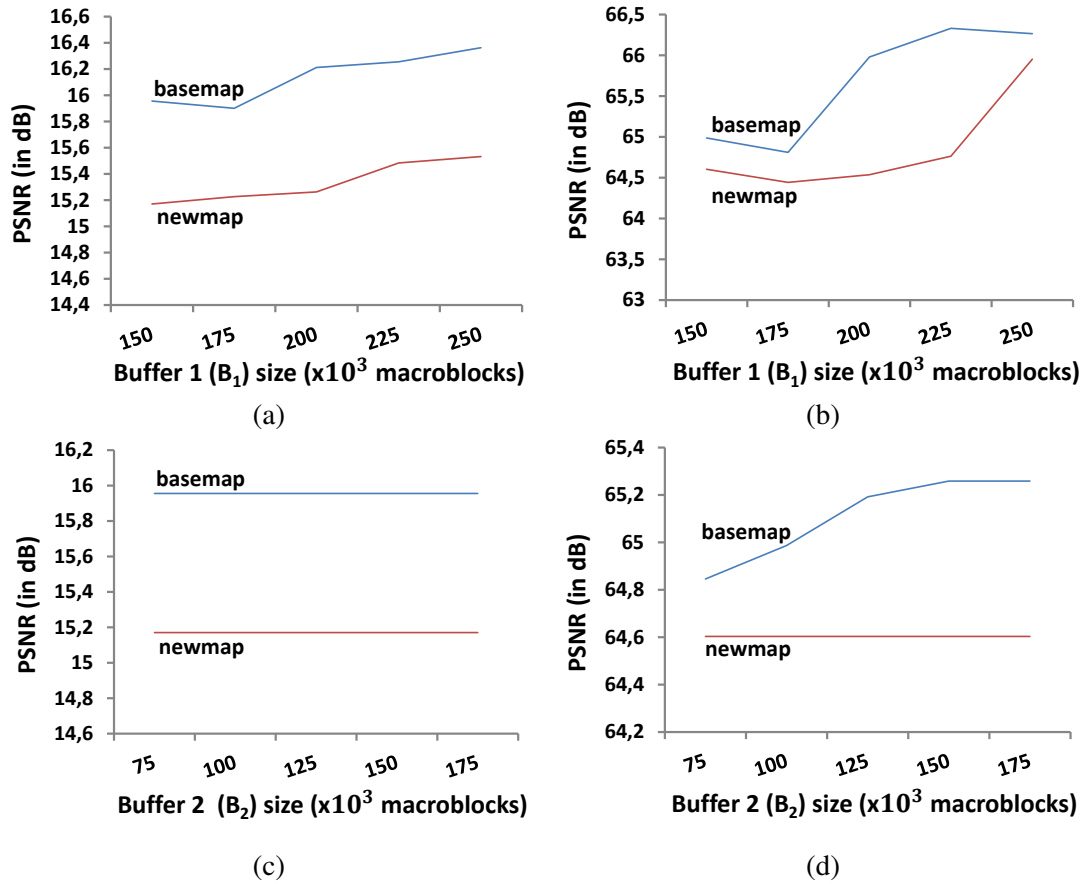 PSNR (in dB)
16,6
16,4
16,2
16
15,8
15,6
15,4
15,2
15
14,8
14,6
14,4
basemap
newmap
150 175 200 225 250
Buffer 1 (B₁) size (x10³ macroblocks)
(a)
PSNR (in dB)
66,5
66
65,5
65
64,5
64
63,5
63
basemap
newmap
150 175 200 225 250
Buffer 1 (B₁) size (x10³ macroblocks)
(b)
PSNR (in dB)
16,2
16
15,8
15,6
15,4
15,2
15
14,8
14,6
basemap
newmap
75 100 125 150 175
Buffer 2 (B₂) size (x10³ macroblocks)
(c)
PSNR (in dB)
65,4
65,2
65
64,8
64,6
64,4
64,2
basemap
newmap
75 100 125 150 175
Buffer 2 (B₂) size (x10³ macroblocks)
(d)